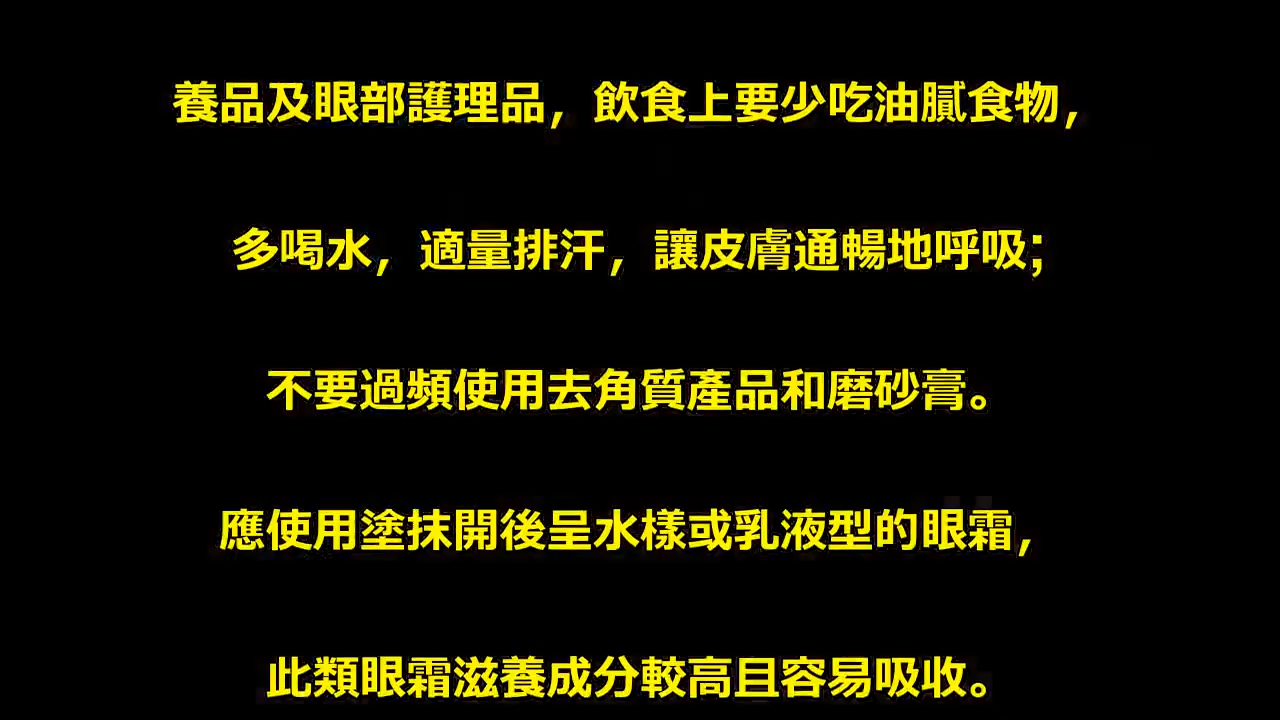 養品及眼部護理品，飲食上要少吃油膩食物，
多喝水，適量排汗，讓皮膚通暢地呼吸；
不要過頻使用去角質產品和磨砂膏。
應使用塗抹開後呈水樣或乳液型的眼霜，
此類眼霜滋養成分較高且容易吸收。